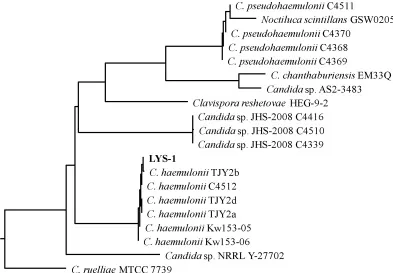 C. pseudohaemulonii C4511
Noctiluca scintillans GSW0205
C. pseudohaemulonii C4370
C. pseudohaemulonii C4368
C. pseudohaemulonii C4369
C. chanthaburiensis EM33Q
Candida sp. AS2-3483
Clavispora reshetovae HEG-9-2
Candida sp. JHS-2008 C4416
Candida sp. JHS-2008 C4510
Candida sp. JHS-2008 C4339
LYS-1
C. haemulonii TJY2b
C. haemulonii C4512
C. haemulonii TJY2d
C. haemulonii TJY2a
C. haemulonii Kw153-05
C. haemulonii Kw153-06
Candida sp. NRRL Y-27702
C. ruelliae MTCC 7739